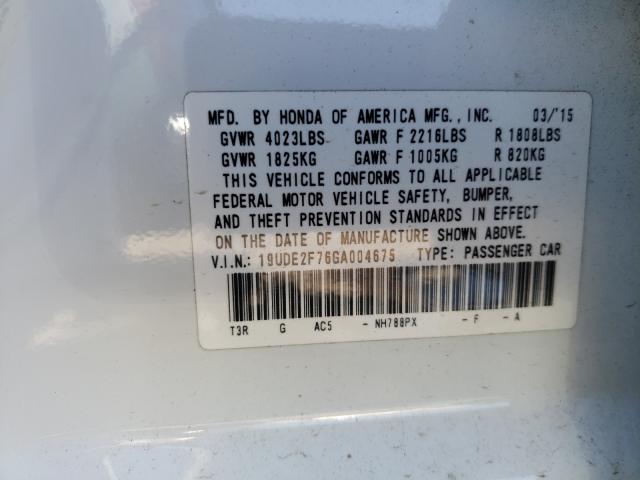 MFD. BY HONDA OF AMERICA MFG., INC. 03/'15
GVWR 4023LBS GAWR F 2216LBS R 1808LBS
GVWR 1825KG GAWR F 1005KG R 820KG
THIS VEHICLE CONFORMS TO ALL APPLICABLE
FEDERAL MOTOR VEHICLE SAFETY, BUMPER,
AND THEFT PREVENTION STANDARDS IN EFFECT
ON THE DATE OF MANUFACTURE SHOWN ABOVE.
V.I.N.: 19UDE2F76GA004675 TYPE: PASSENGER CAR
T3R G AC5 - NH788PX - F - A